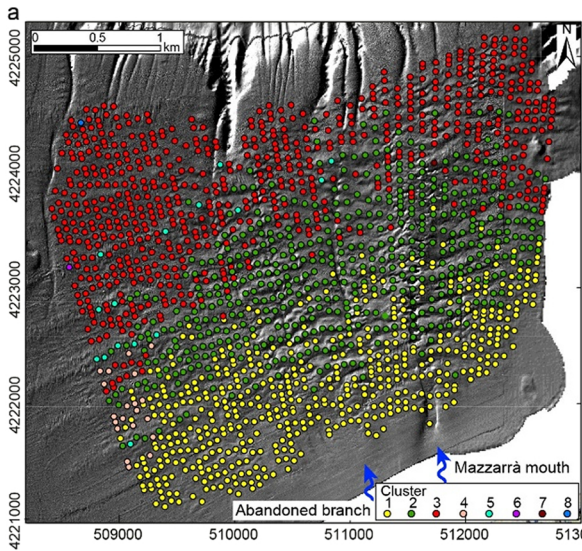 a
4225000
N
0 0.5 1
km
4224000
4223000
4222000
4221000
Mazzarrà mouth
Abandoned branch
Cluster
1 2 3 4 5 6 7 8
509000 510000 511000 512000 513